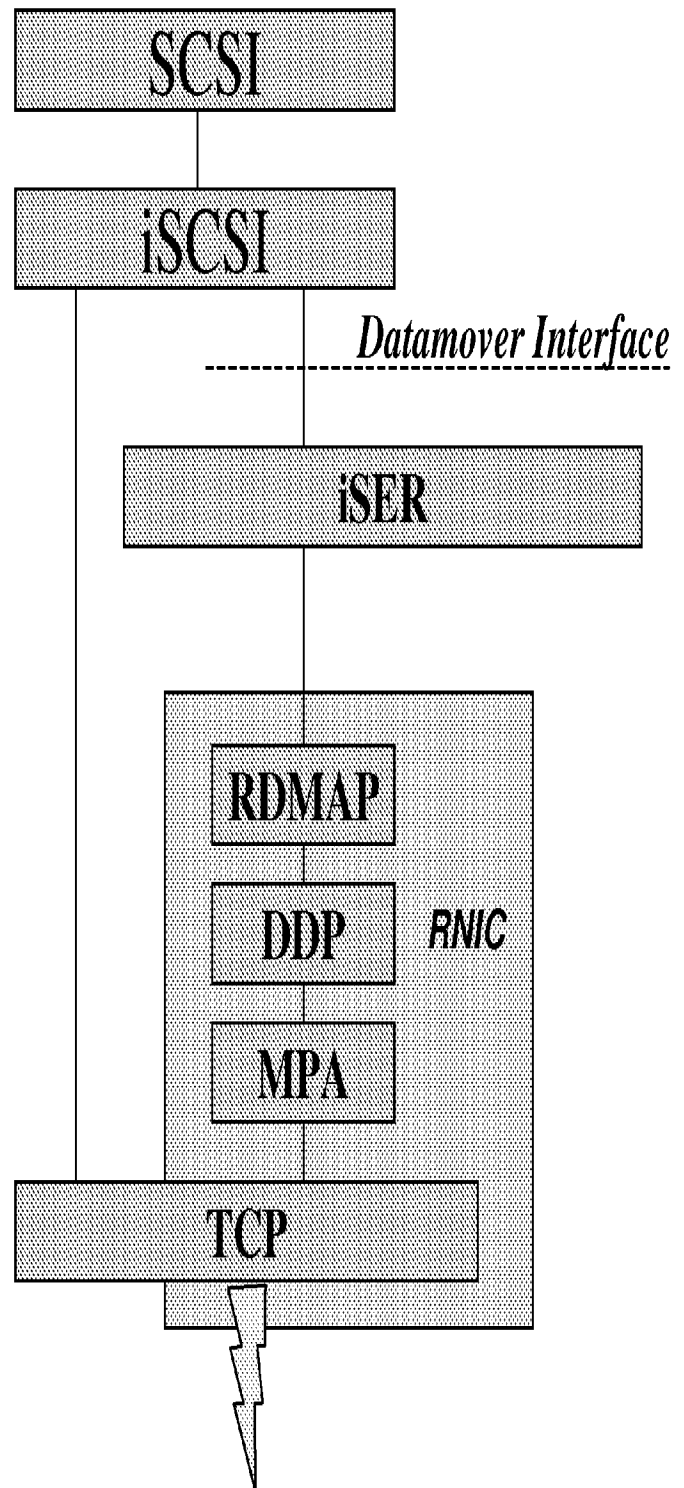 SCSI
iSCSI
Datamover Interface
iSER
RDMAP
DDP
RNIC
MPA
TCP